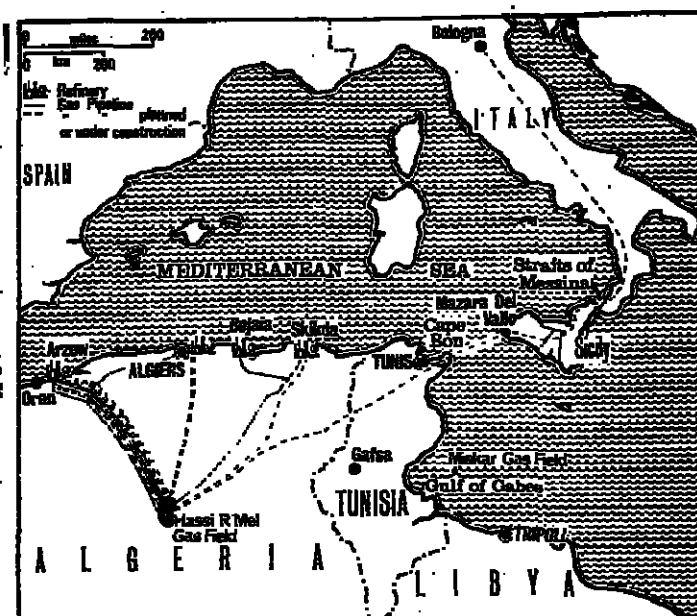 0 miles 200
0 km 200
Refinery
Gas Pipeline
planned
or under construction
SPAIN
Bologna
ITALY
MEDITERRANEAN SEA
Straits of
Messina
Mazara Del
Vallo
Cape
Bon
Sicily
Arzew
Oran
ALGIERS
Bejaia
Skikda
TUNIS
Gafsa
TUNISIA
Gas Field
Gulf of Gabes
TRIPOLI
Hassi R'Mel
Gas Field
ALGERIA
LIBYA